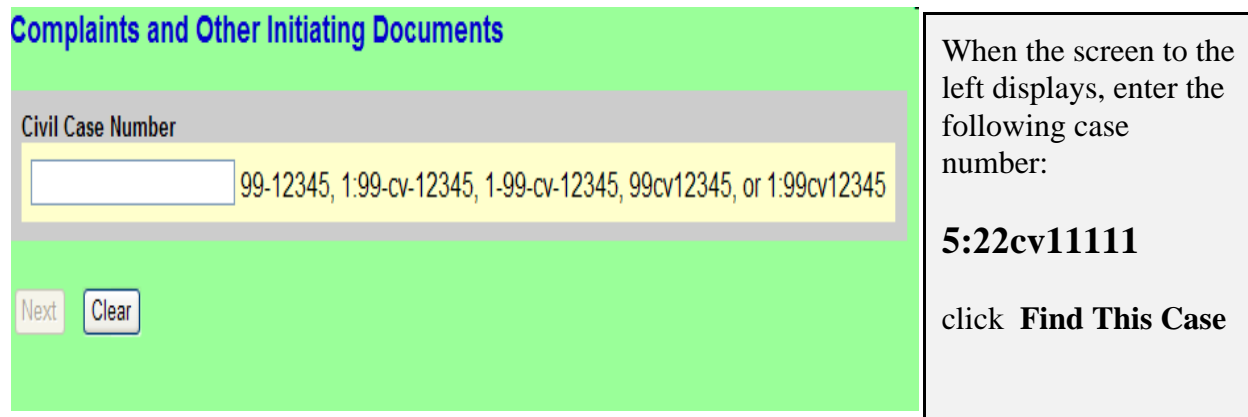 Complaints and Other Initiating Documents
Civil Case Number
99-12345, 1:99-cv-12345, 1-99-cv-12345, 99cv12345, or 1:99cv12345
Next Clear
When the screen to the
left displays, enter the
following case
number:
5:22cv11111
click Find This Case